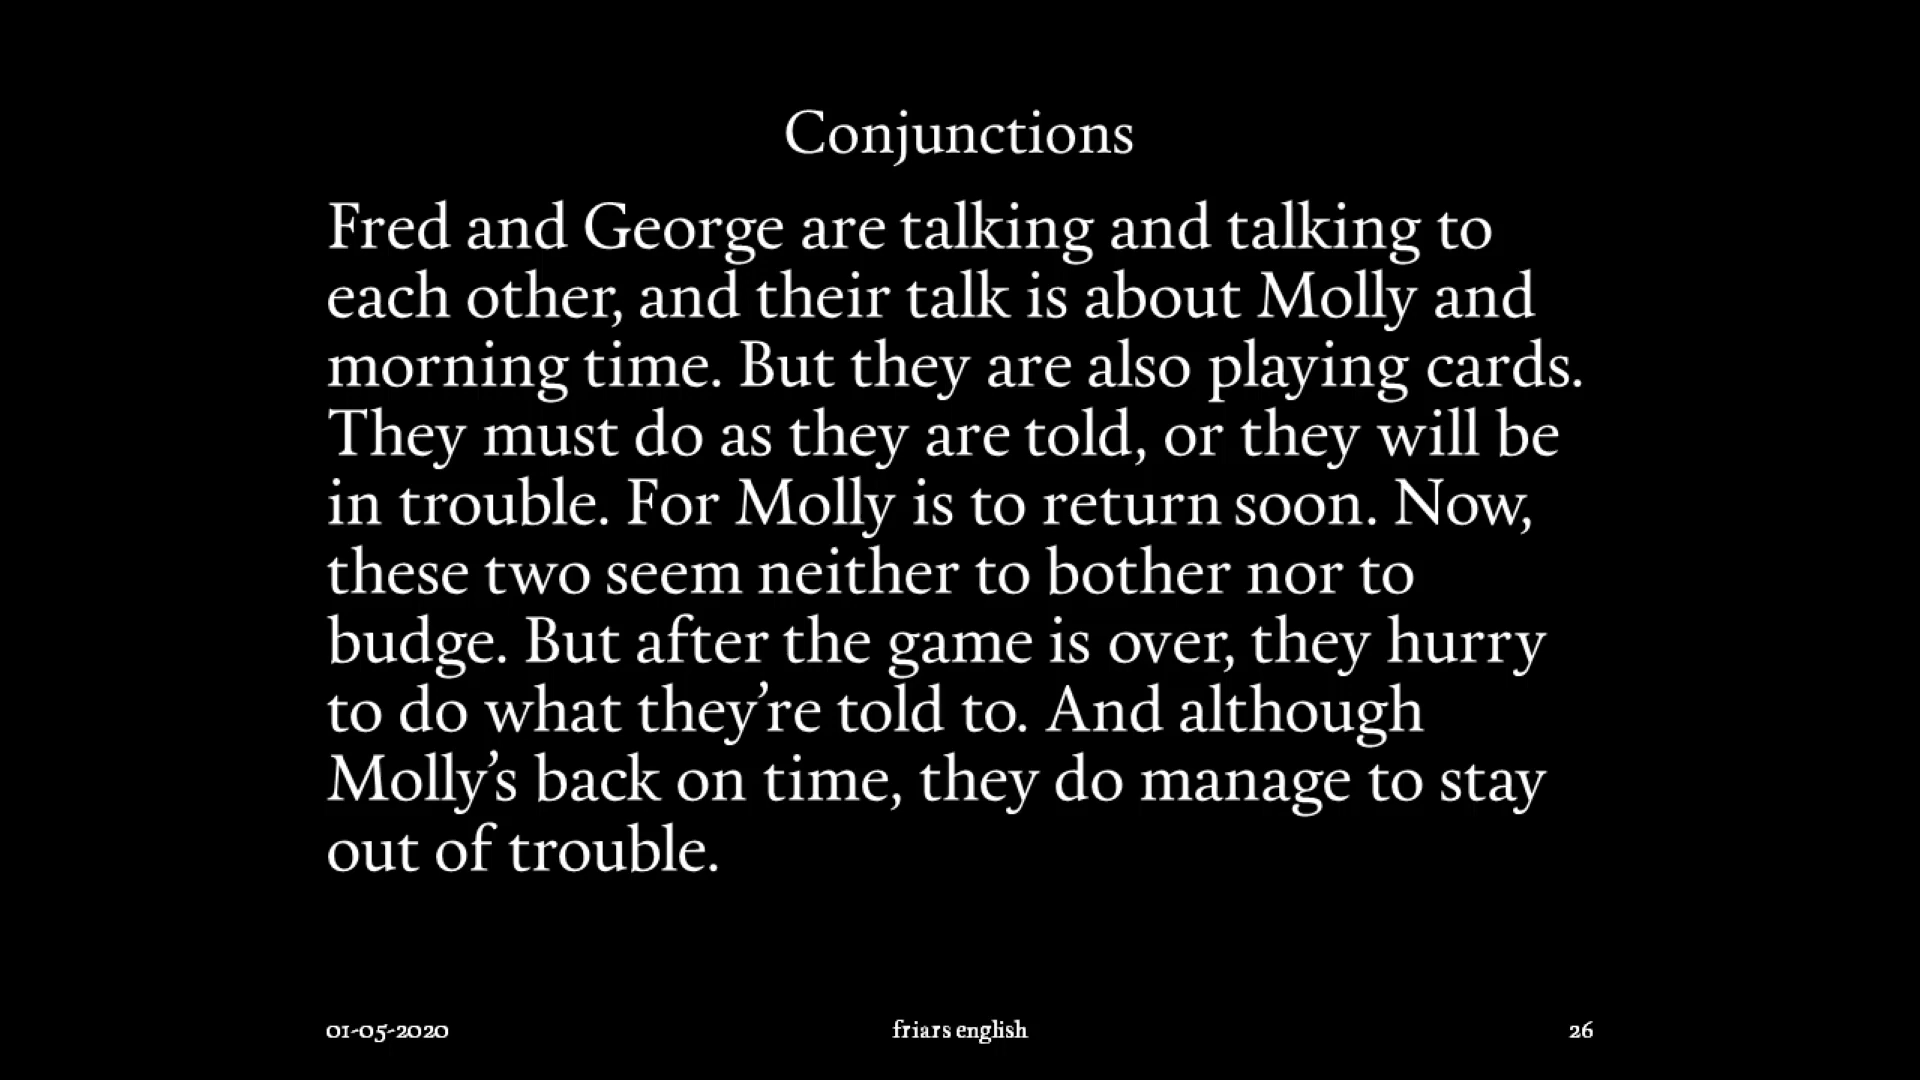 Conjunctions
Fred and George are talking and talking to
each other, and their talk is about Molly and
morning time. But they are also playing cards.
They must do as they are told, or they will be
in trouble. For Molly is to return soon. Now,
these two seem neither to bother nor to
budge. But after the game is over, they hurry
to do what they’re told to. And although
Molly’s back on time, they do manage to stay
out of trouble.
01-05-2020
friars english
26